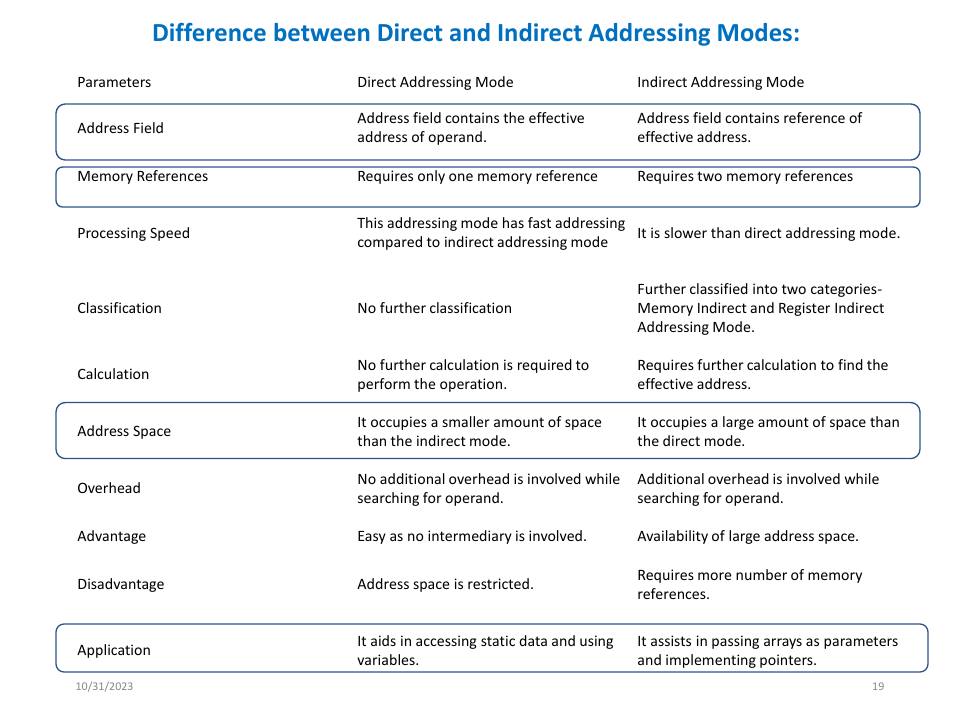 Difference between Direct and Indirect Addressing Modes:
Parameters
Direct Addressing Mode
Indirect Addressing Mode
Address Field
Address field contains the effective
address of operand.
Address field contains reference of
effective address.
Memory References
Requires only one memory reference
Requires two memory references
Processing Speed
This addressing mode has fast addressing
compared to indirect addressing mode
It is slower than direct addressing mode.
Classification
No further classification
Further classified into two categories-
Memory Indirect and Register Indirect
Addressing Mode.
Calculation
No further calculation is required to
perform the operation.
Requires further calculation to find the
effective address.
Address Space
It occupies a smaller amount of space
than the indirect mode.
It occupies a large amount of space than
the direct mode.
Overhead
No additional overhead is involved while
searching for operand.
Additional overhead is involved while
searching for operand.
Advantage
Easy as no intermediary is involved.
Availability of large address space.
Disadvantage
Address space is restricted.
Requires more number of memory
references.
Application
It aids in accessing static data and using
variables.
It assists in passing arrays as parameters
and implementing pointers.
10/31/2023
19